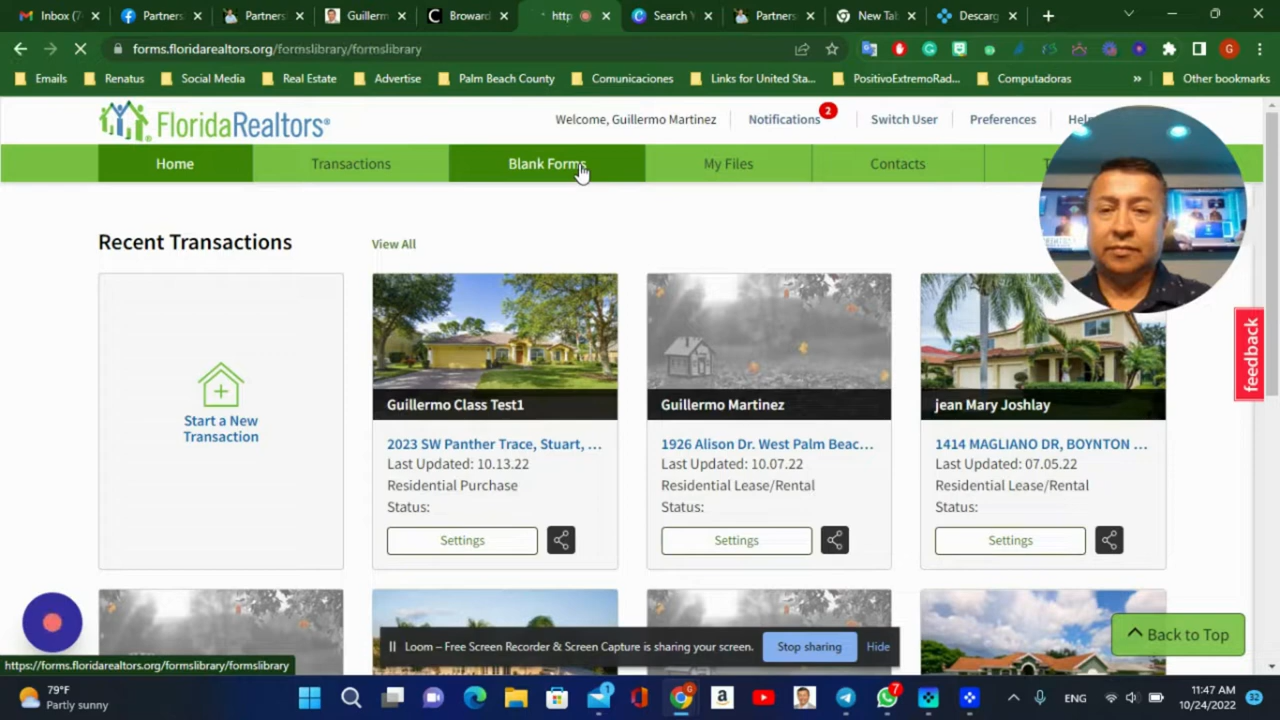 Inbox (7
Partners
Partners
Guillerm
Broward
http
Search
Partners
New Tab
Descarg
forms.floridarealtors.org/formslibrary/formslibrary
Emails
Renatus
Social Media
Real Estate
Advertise
Palm Beach County
Comunicaciones
Links for United Sta...
PositivoExtremoRad...
Computadoras
»
Other bookmarks
FloridaRealtors®
Welcome, Guillermo Martinez
Notifications 2
Switch User
Preferences
Help
Home
Transactions
Blank Forms
My Files
Contacts
T
Recent Transactions
View All
Start a New
Transaction
Guillermo Class Test1
2023 SW Panther Trace, Stuart, ...
Last Updated: 10.13.22
Residential Purchase
Status:
Settings
Guillermo Martinez
1926 Alison Dr. West Palm Beac...
Last Updated: 10.07.22
Residential Lease/Rental
Status:
Settings
jean Mary Joshlay
1414 MAGLIANO DR, BOYNTON ...
Last Updated: 07.05.22
Residential Lease/Rental
Status:
Settings
feedback
Back to Top
Loom – Free Screen Recorder & Screen Capture is sharing your screen.
Stop sharing
Hide
https://forms.floridarealtors.org/formslibrary/formslibrary
79°F
Partly sunny
1
7
ENG
11:47 AM
10/24/2022
32